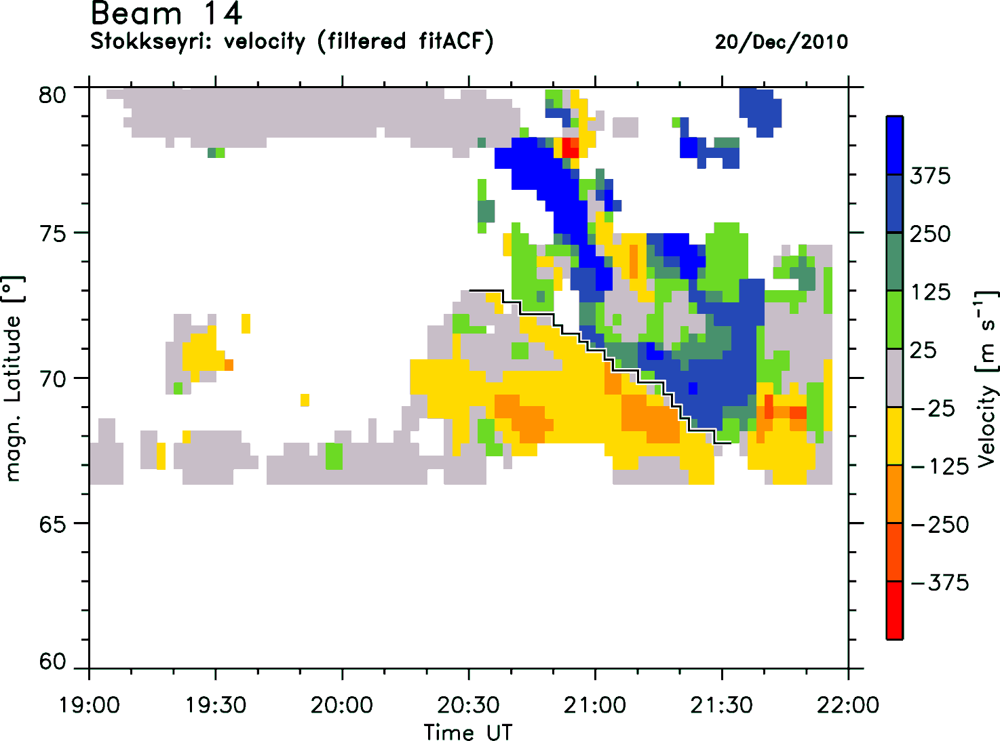 Beam 14
Stokkseyri: velocity (filtered fitACF)
20/Dec/2010
80
75
70
65
60
magn. Latitude [°]
19:00 19:30 20:00 20:30 21:00 21:30 22:00
Time UT
375
250
125
25
−25
−125
−250
−375
Velocity [m s⁻¹]